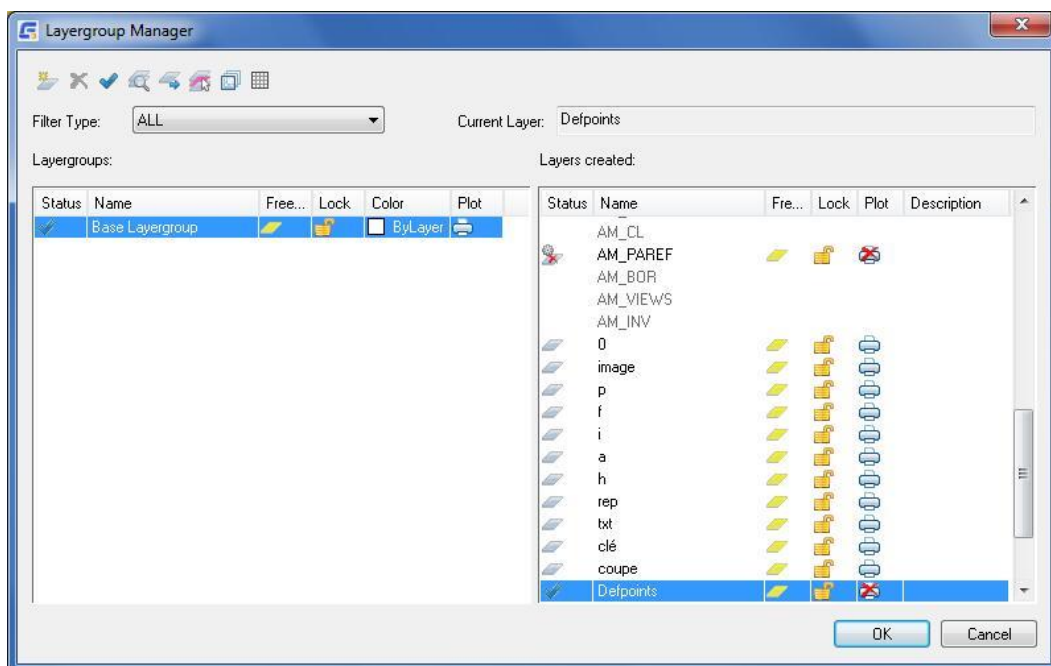 Layergroup Manager
Filter Type: ALL Current Layer: Defpoints
Layergroups: Layers created:
Status Name Free... Lock Color Plot Status Name Fre... Lock Plot Description
Base Layergroup ByLayer
AM_CL
AM_PAREF
AM_BOR
AM_VIEWS
AM_INV
0
image
p
f
i
a
h
rep
txt
clé
coupe
Defpoints
OK Cancel